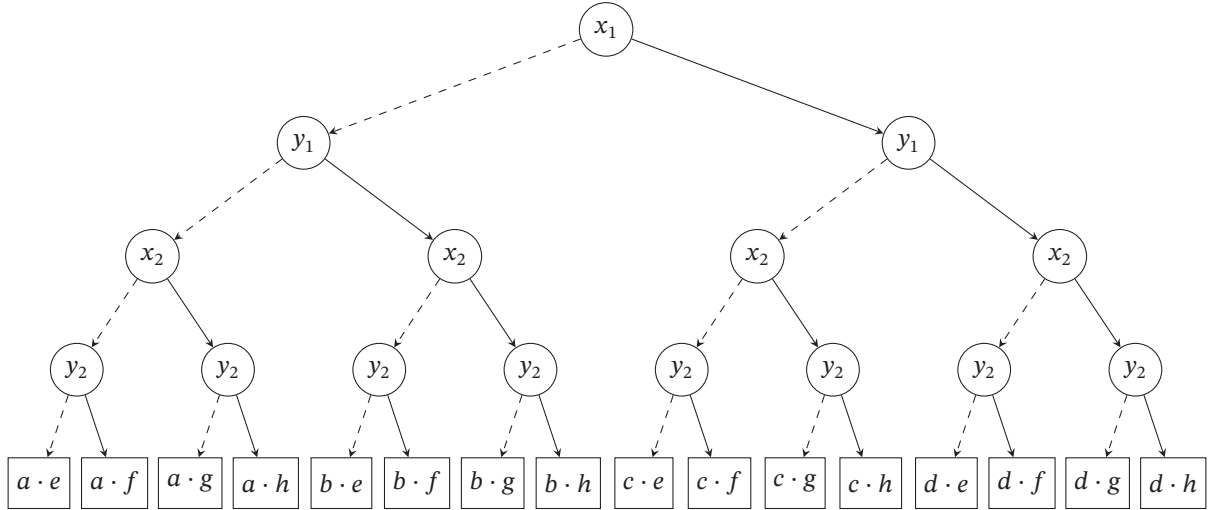 x₁
y₁ y₁
x₂ x₂ x₂ x₂
y₂ y₂ y₂ y₂ y₂ y₂ y₂ y₂
a · e a · f a · g a · h b · e b · f b · g b · h c · e c · f c · g c · h d · e d · f d · g d · h